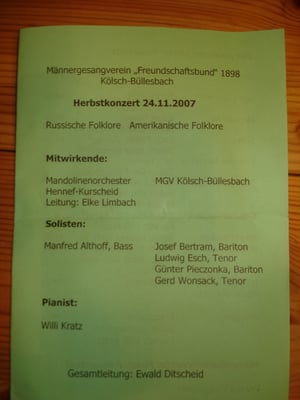 Männergesangverein „Freundschaftsbund" 1898
Kölsch-Büllesbach
Herbstkonzert 24.11.2007
Russische Folklore Amerikanische Folklore
Mitwirkende:
Mandolinenorchester MGV Kölsch-Büllesbach
Hennef-Kurscheid
Leitung: Elke Limbach
Solisten:
Manfred Althoff, Bass Josef Bertram, Bariton
Ludwig Esch, Tenor
Günter Pieczonka, Bariton
Gerd Wonsack, Tenor
Pianist:
Willi Kratz
Gesamtleitung: Ewald Ditscheid